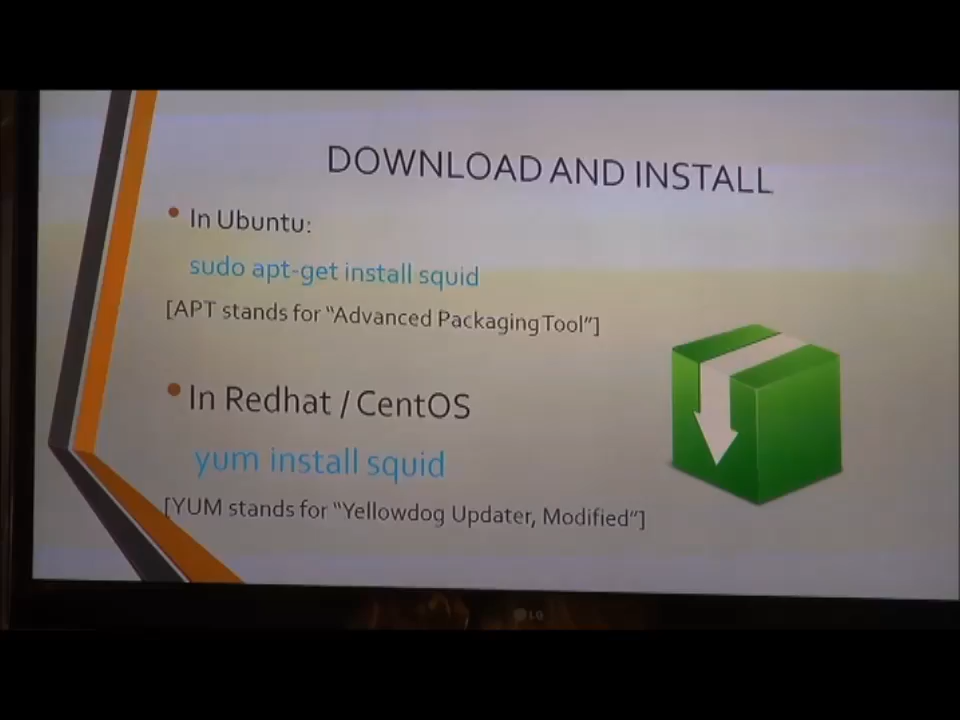 DOWNLOAD AND INSTALL
• In Ubuntu:
sudo apt-get install squid
[APT stands for “Advanced Packaging Tool”]
• In Redhat / CentOS
yum install squid
[YUM stands for “Yellowdog Updater, Modified”]
LG